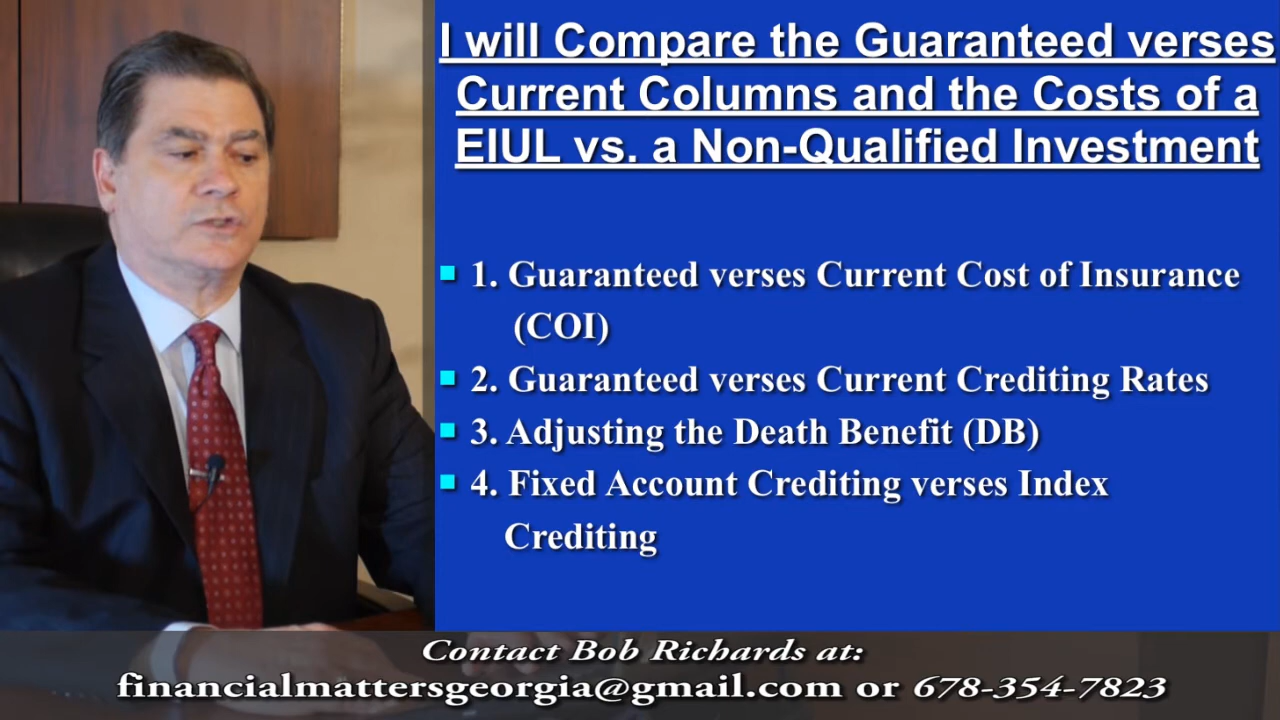 I will Compare the Guaranteed verses
Current Columns and the Costs of a
EIUL vs. a Non-Qualified Investment
1. Guaranteed verses Current Cost of Insurance
(COI)
2. Guaranteed verses Current Crediting Rates
3. Adjusting the Death Benefit (DB)
4. Fixed Account Crediting verses Index
Crediting
Contact Bob Richards at:
financialmattersgeorgia@gmail.com or 678-354-7823